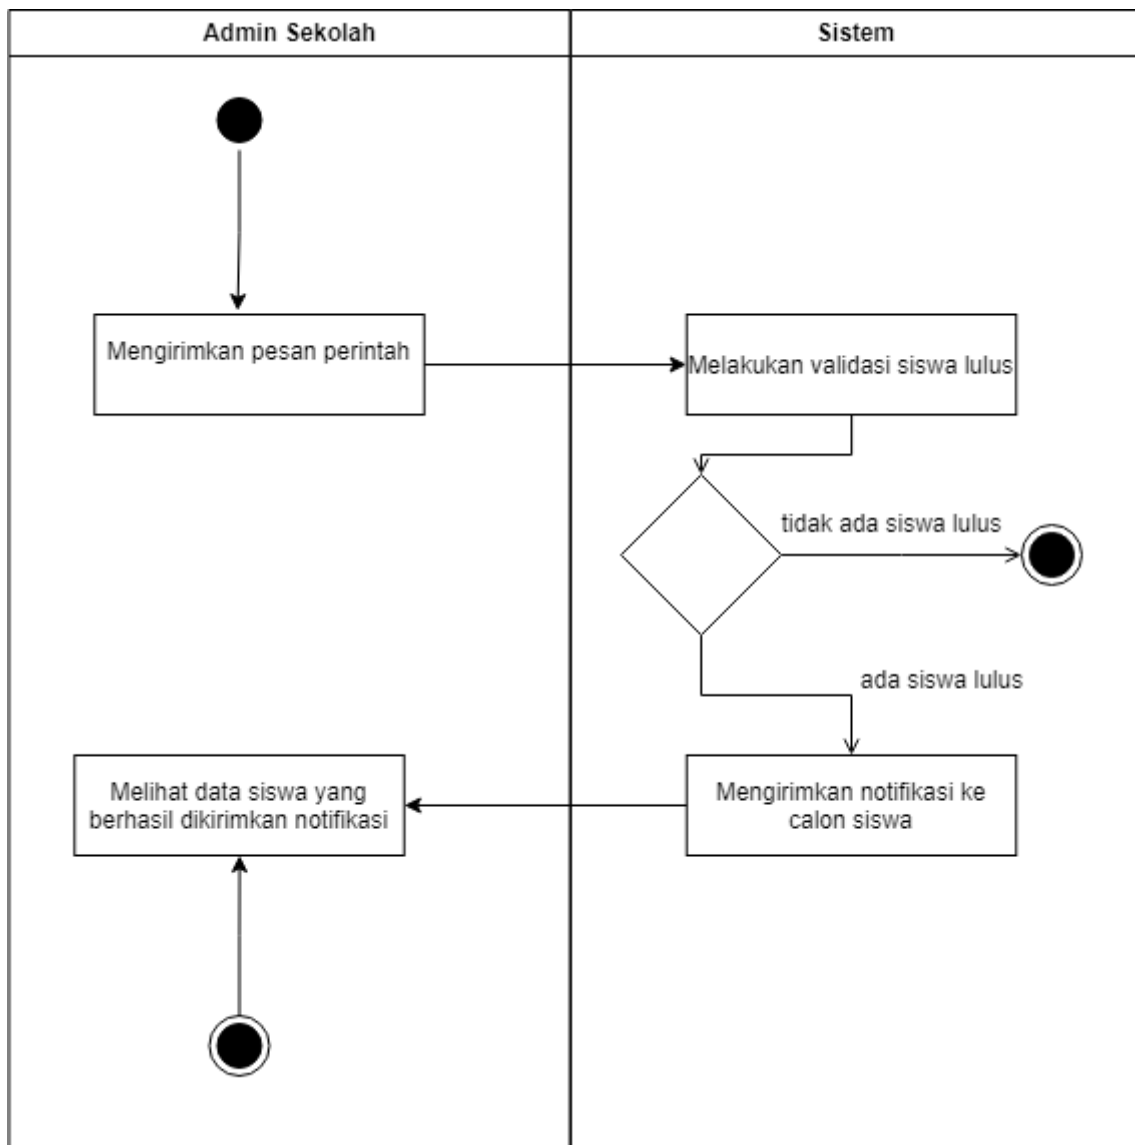 Admin Sekolah
Sistem
Mengirimkan pesan perintah
Melakukan validasi siswa lulus
tidak ada siswa lulus
ada siswa lulus
Melihat data siswa yang
berhasil dikirimkan notifikasi
Mengirimkan notifikasi ke
calon siswa